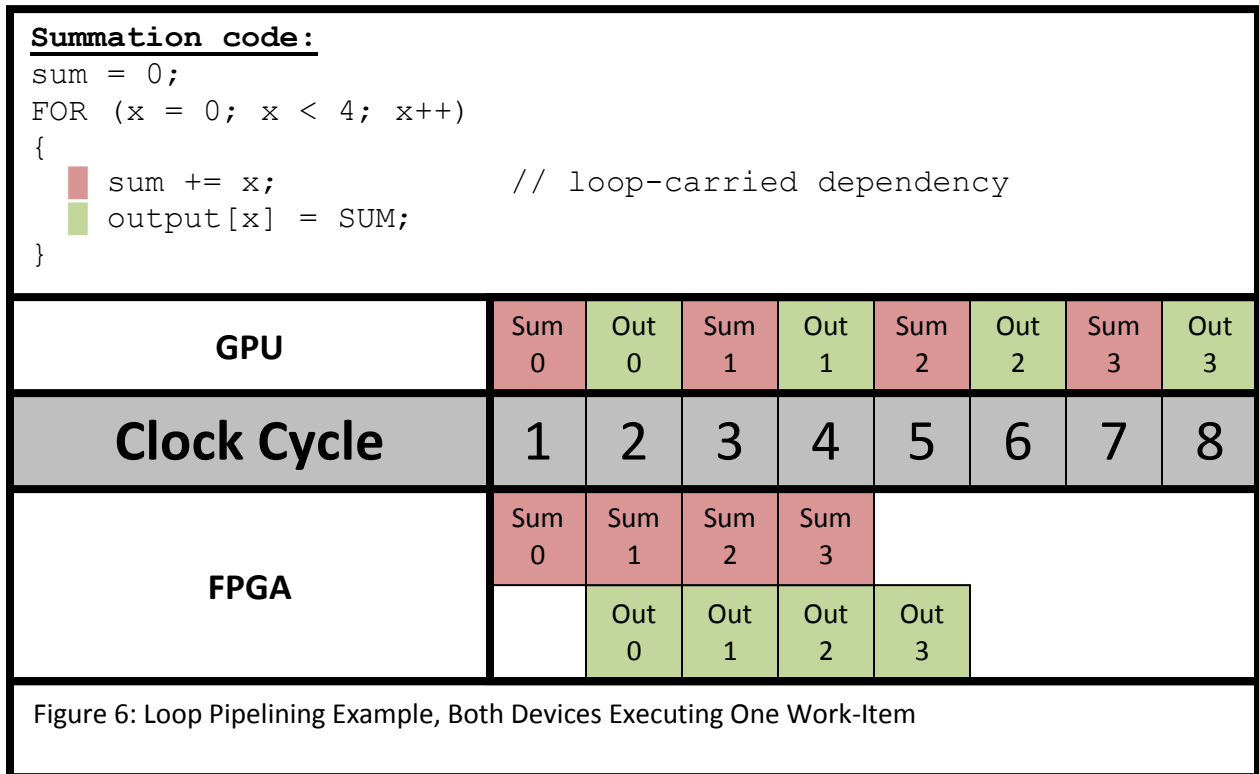 Summation code:
sum = 0;
FOR (x = 0; x < 4; x++)
{
sum += x; // loop-carried dependency
output[x] = SUM;
}
GPU
Sum 0 Out 0 Sum 1 Out 1 Sum 2 Out 2 Sum 3 Out 3
Clock Cycle 1 2 3 4 5 6 7 8
FPGA
Sum 0 Sum 1 Sum 2 Sum 3
Out 0 Out 1 Out 2 Out 3
Figure 6: Loop Pipelining Example, Both Devices Executing One Work-Item